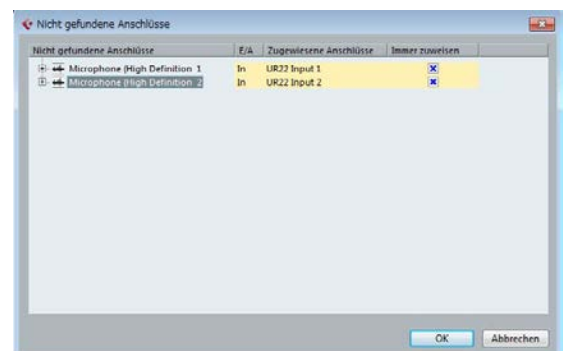 Nicht gefundene Anschlüsse
Nicht gefundene Anschlüsse E/A Zugewiesene Anschlüsse Immer zuweisen
Microphone (High Definition 1 In UR22 Input 1
Microphone (High Definition 2 In UR22 Input 2
OK Abbrechen